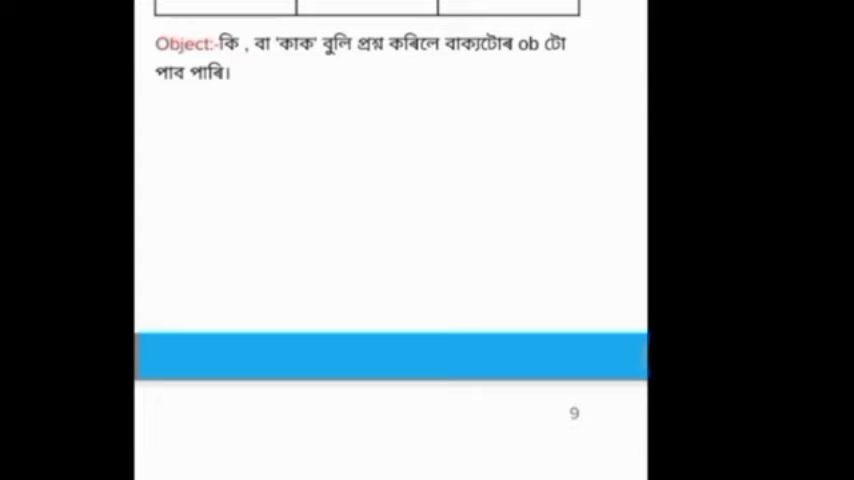 Object:-কি , বা 'কাক' বুলি প্ৰশ্ন কৰিলে বাক্যটোৰ ob টো
পাব পাৰি।
9